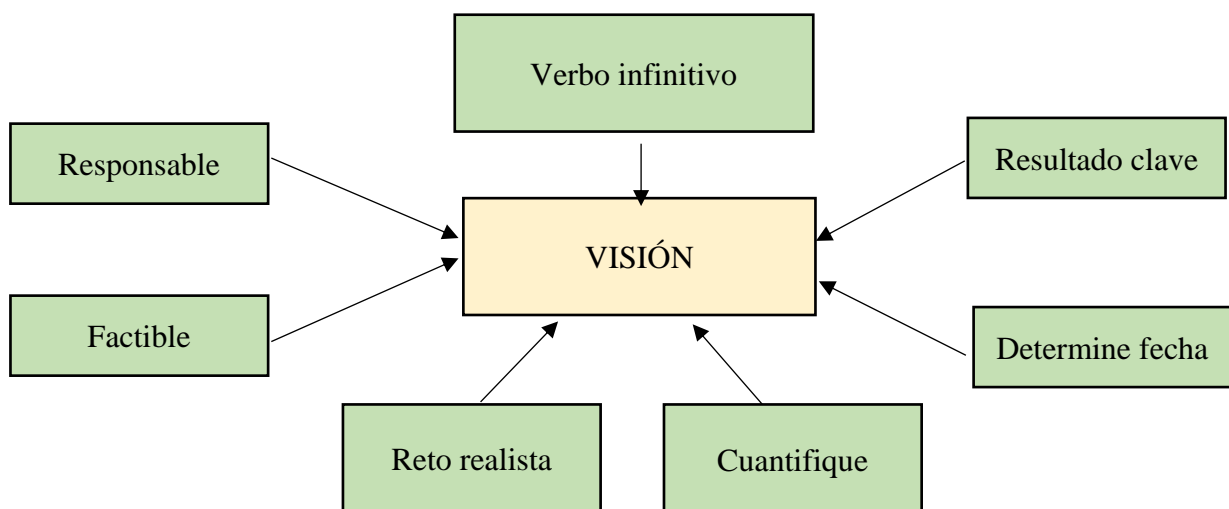 Verbo infinitivo
Responsable
Resultado clave
VISIÓN
Factible
Determine fecha
Reto realista
Cuantifique